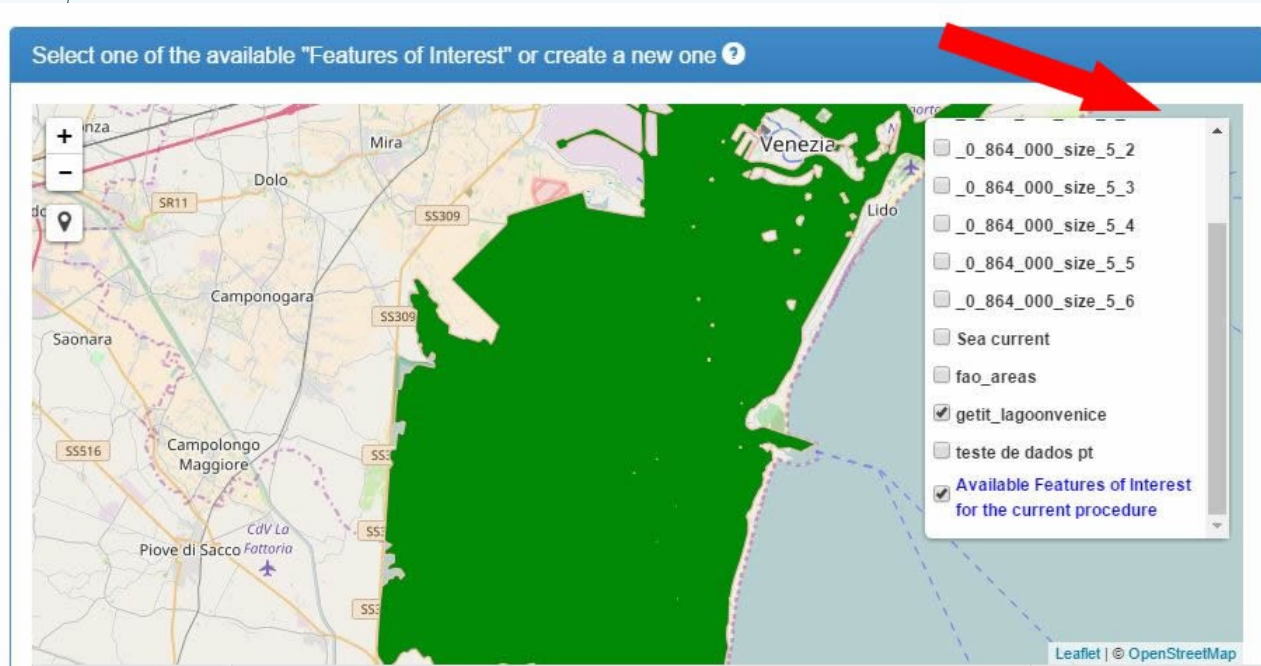 Select one of the available "Features of Interest" or create a new one ?
+
nza
Mira
Venezia
−
Dolo
SR11
SS309
Lido
_0_864_000_size_5_2
_0_864_000_size_5_3
_0_864_000_size_5_4
_0_864_000_size_5_5
_0_864_000_size_5_6
Sea current
fao_areas
getit_lagoonvenice
teste de dados pt
Available Features of Interest
for the current procedure
Camponogara
SS309
Saonara
SS516
Campolongo
Maggiore
CdV La
Fattoria
Piove di Sacco
Leaflet | © OpenStreetMap